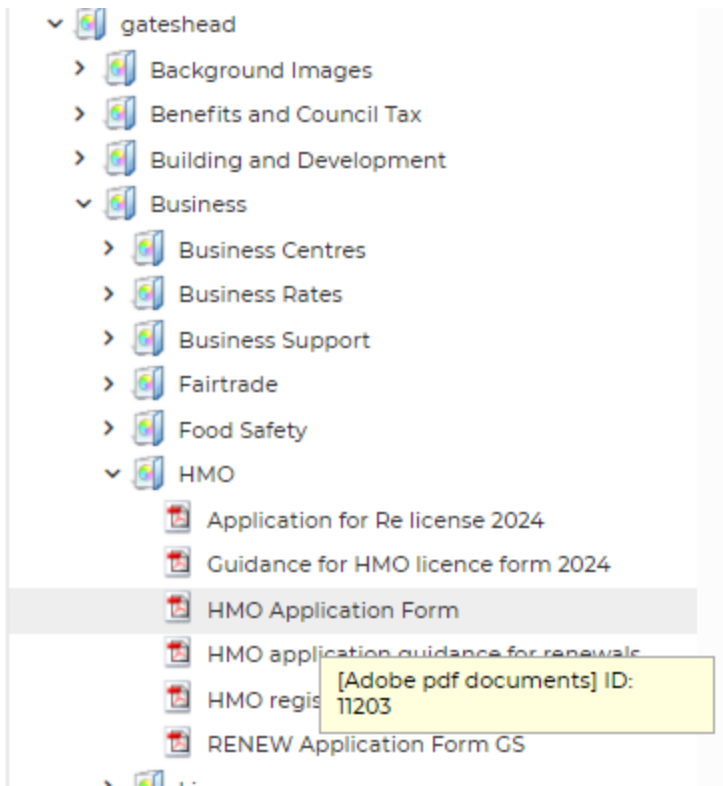 gateshead
Background Images
Benefits and Council Tax
Building and Development
Business
Business Centres
Business Rates
Business Support
Fairtrade
Food Safety
HMO
Application for Re license 2024
Guidance for HMO licence form 2024
HMO Application Form
HMO application guidance for renewals
[Adobe pdf documents] ID:
11203
HMO regis
RENEW Application Form GS